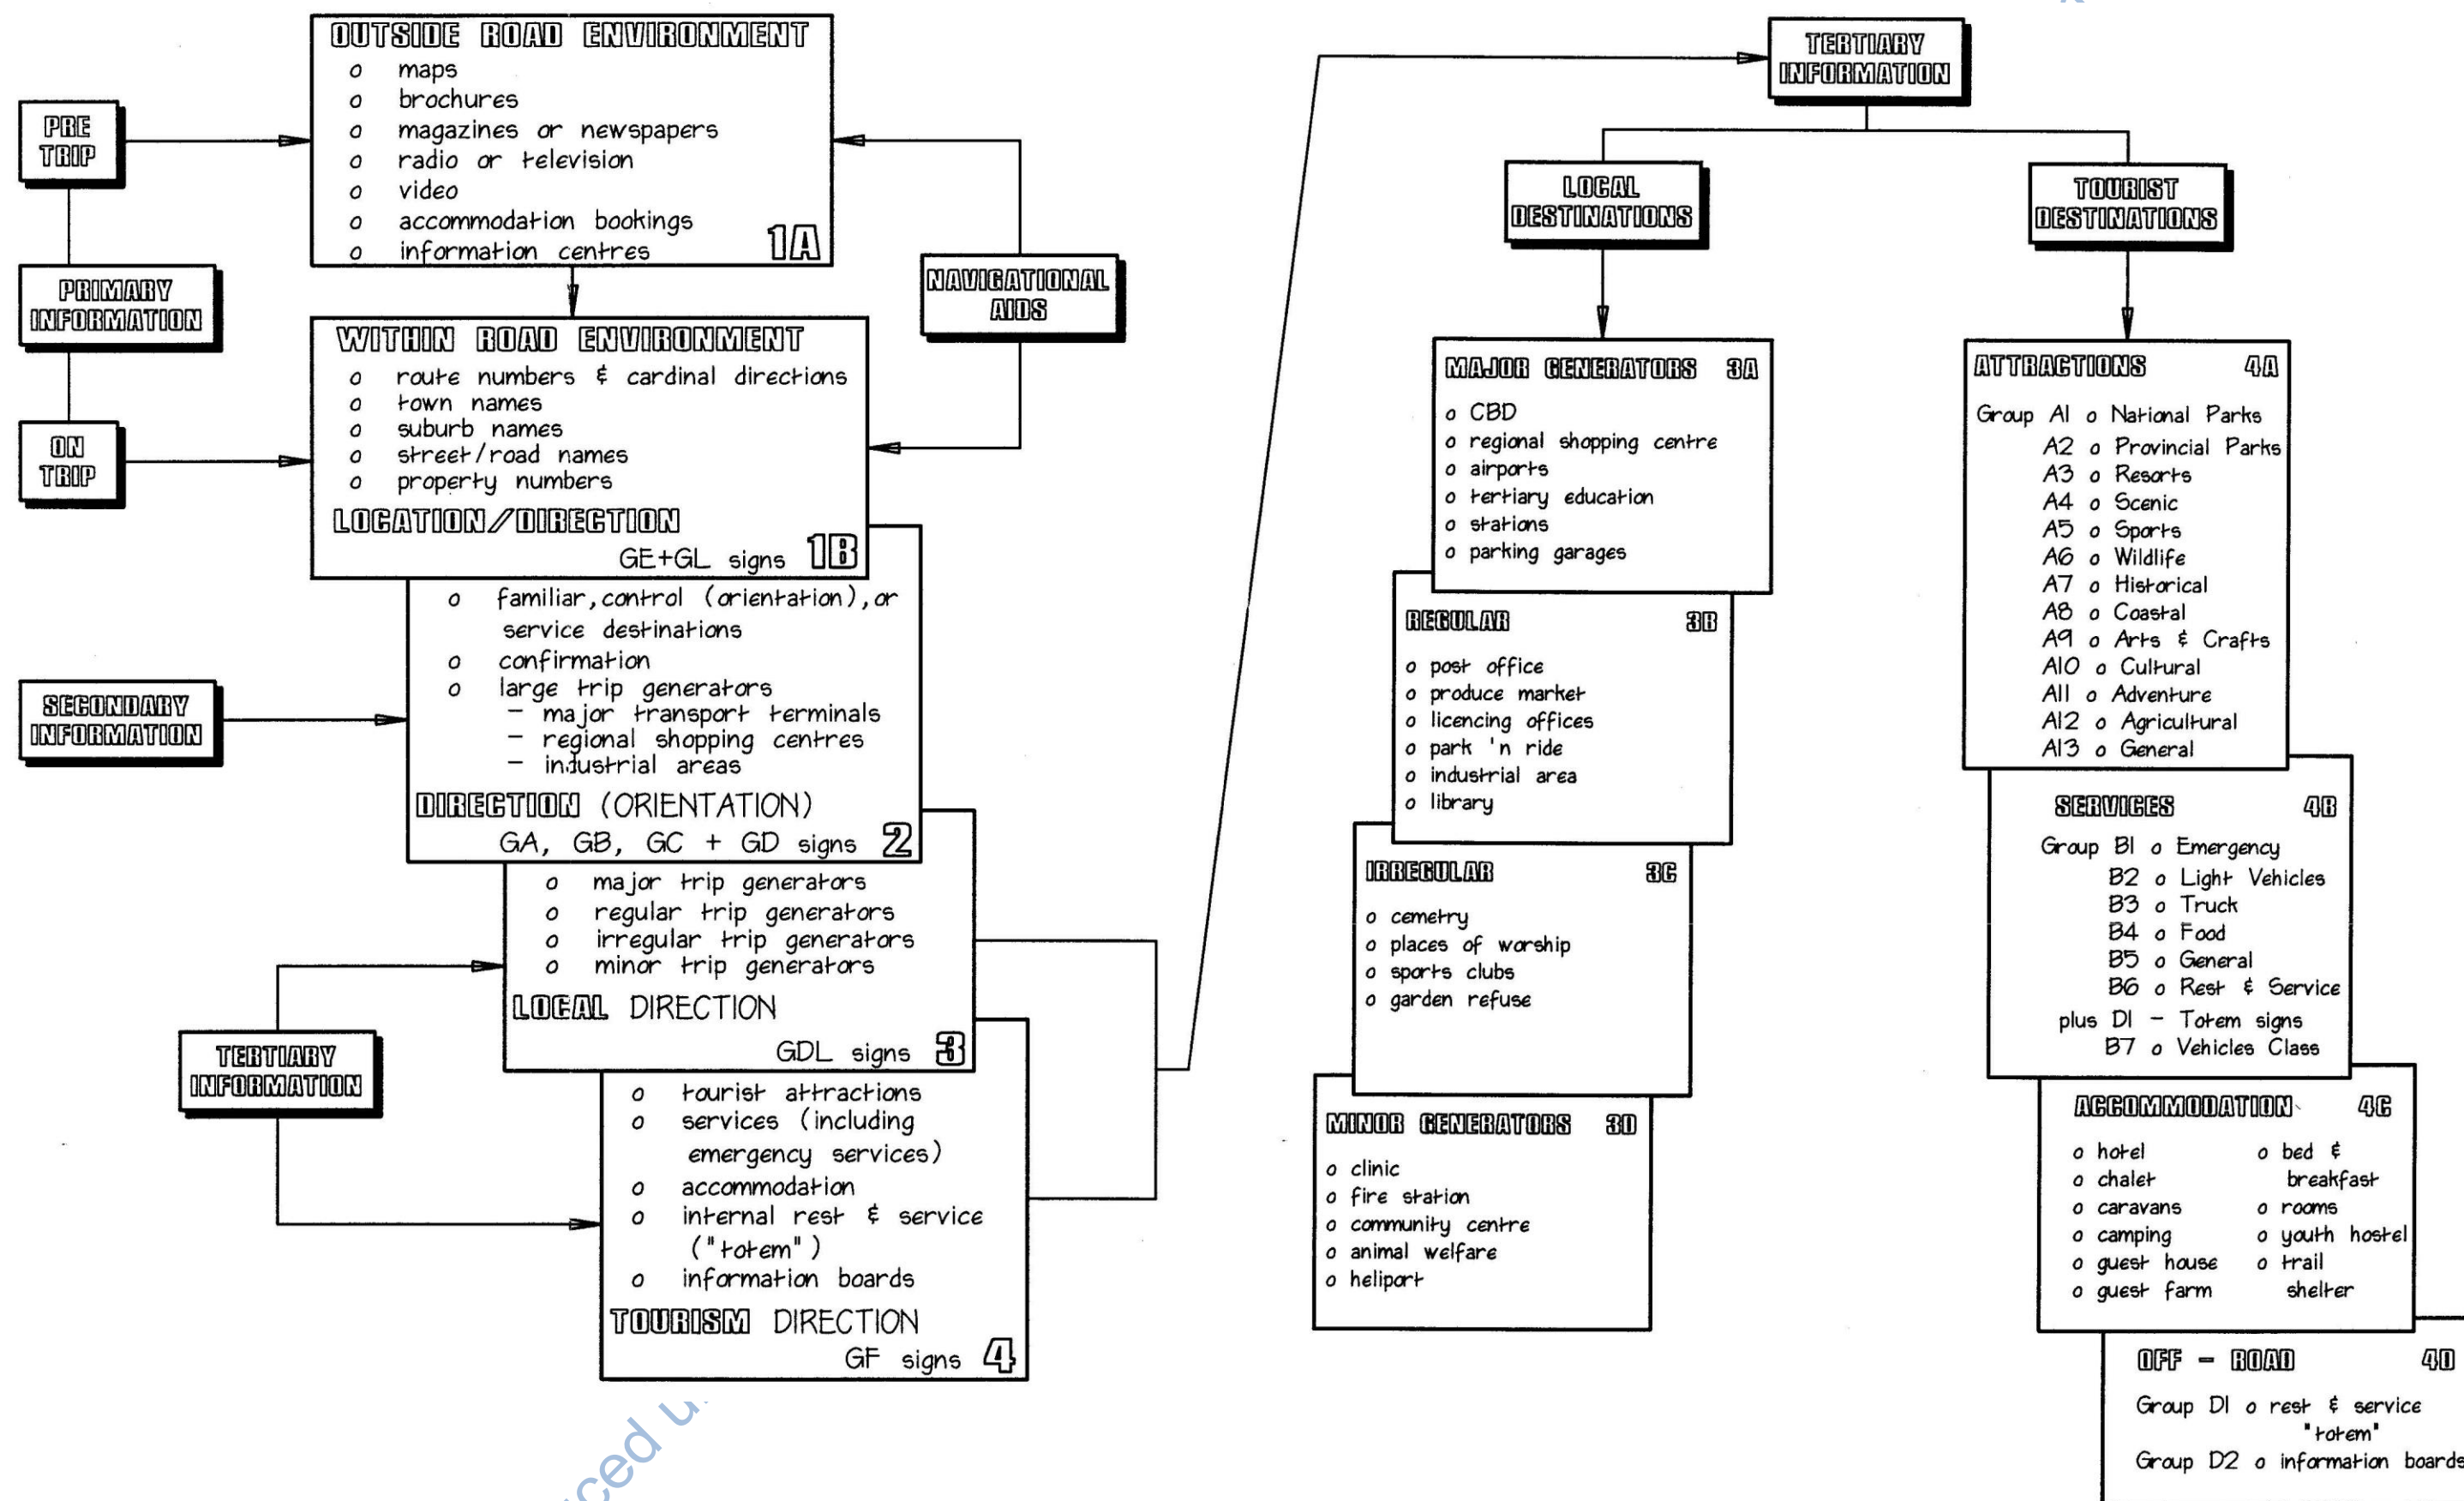 OUTSIDE ROAD ENVIRONMENT
o maps
o brochures
o magazines or newspapers
o radio or television
o video
o accommodation bookings
o information centres
1A
PRE
TRIP
PRIMARY
INFORMATION
ON
TRIP
NAVIGATIONAL
AIDS
WITHIN ROAD ENVIRONMENT
o route numbers & cardinal directions
o town names
o suburb names
o street/road names
o property numbers
LOCATION/DIRECTION
GE+GL signs 1B
SECONDARY
INFORMATION
o familiar, control (orientation), or
service destinations
o confirmation
o large trip generators
- major transport terminals
- regional shopping centres
- industrial areas
DIRECTION (ORIENTATION)
GA, GB, GC + GD signs 2
TERTIARY
INFORMATION
o major trip generators
o regular trip generators
o irregular trip generators
o minor trip generators
LOCAL DIRECTION
GDL signs 3
o tourist attractions
o services (including
emergency services)
o accommodation
o internal rest & service
("totem")
o information boards
TOURISM DIRECTION
GF signs 4
TERTIARY
INFORMATION
LOCAL
DESTINATIONS
MAJOR GENERATORS 3A
o CBD
o regional shopping centre
o airports
o tertiary education
o stations
o parking garages
REGULAR 3B
o post office
o produce market
o licencing offices
o park 'n ride
o industrial area
o library
IRREGULAR 3C
o cemetry
o places of worship
o sports clubs
o garden refuse
MINOR GENERATORS 3D
o clinic
o fire station
o community centre
o animal welfare
o heliport
TOURIST
DESTINATIONS
ATTRACTIONS 4A
Group A1 o National Parks
A2 o Provincial Parks
A3 o Resorts
A4 o Scenic
A5 o Sports
A6 o Wildlife
A7 o Historical
A8 o Coastal
A9 o Arts & Crafts
A10 o Cultural
A11 o Adventure
A12 o Agricultural
A13 o General
SERVICES 4B
Group B1 o Emergency
B2 o Light Vehicles
B3 o Truck
B4 o Food
B5 o General
B6 o Rest & Service
plus D1 - Totem signs
B7 o Vehicles Class
ACCOMMODATION 4C
o hotel
o chalet
o caravans
o camping
o guest house
o guest farm
o bed &
breakfast
o rooms
o youth hostel
o trail
shelter
OFF - ROAD 4D
Group D1 o rest & service
"totem"
Group D2 o information boards